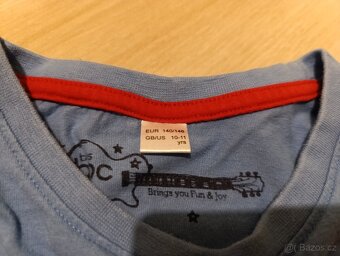 EUR 140/146
GB/US 10-11
yrs
Brings you Fun & Joy
Bazos.cz